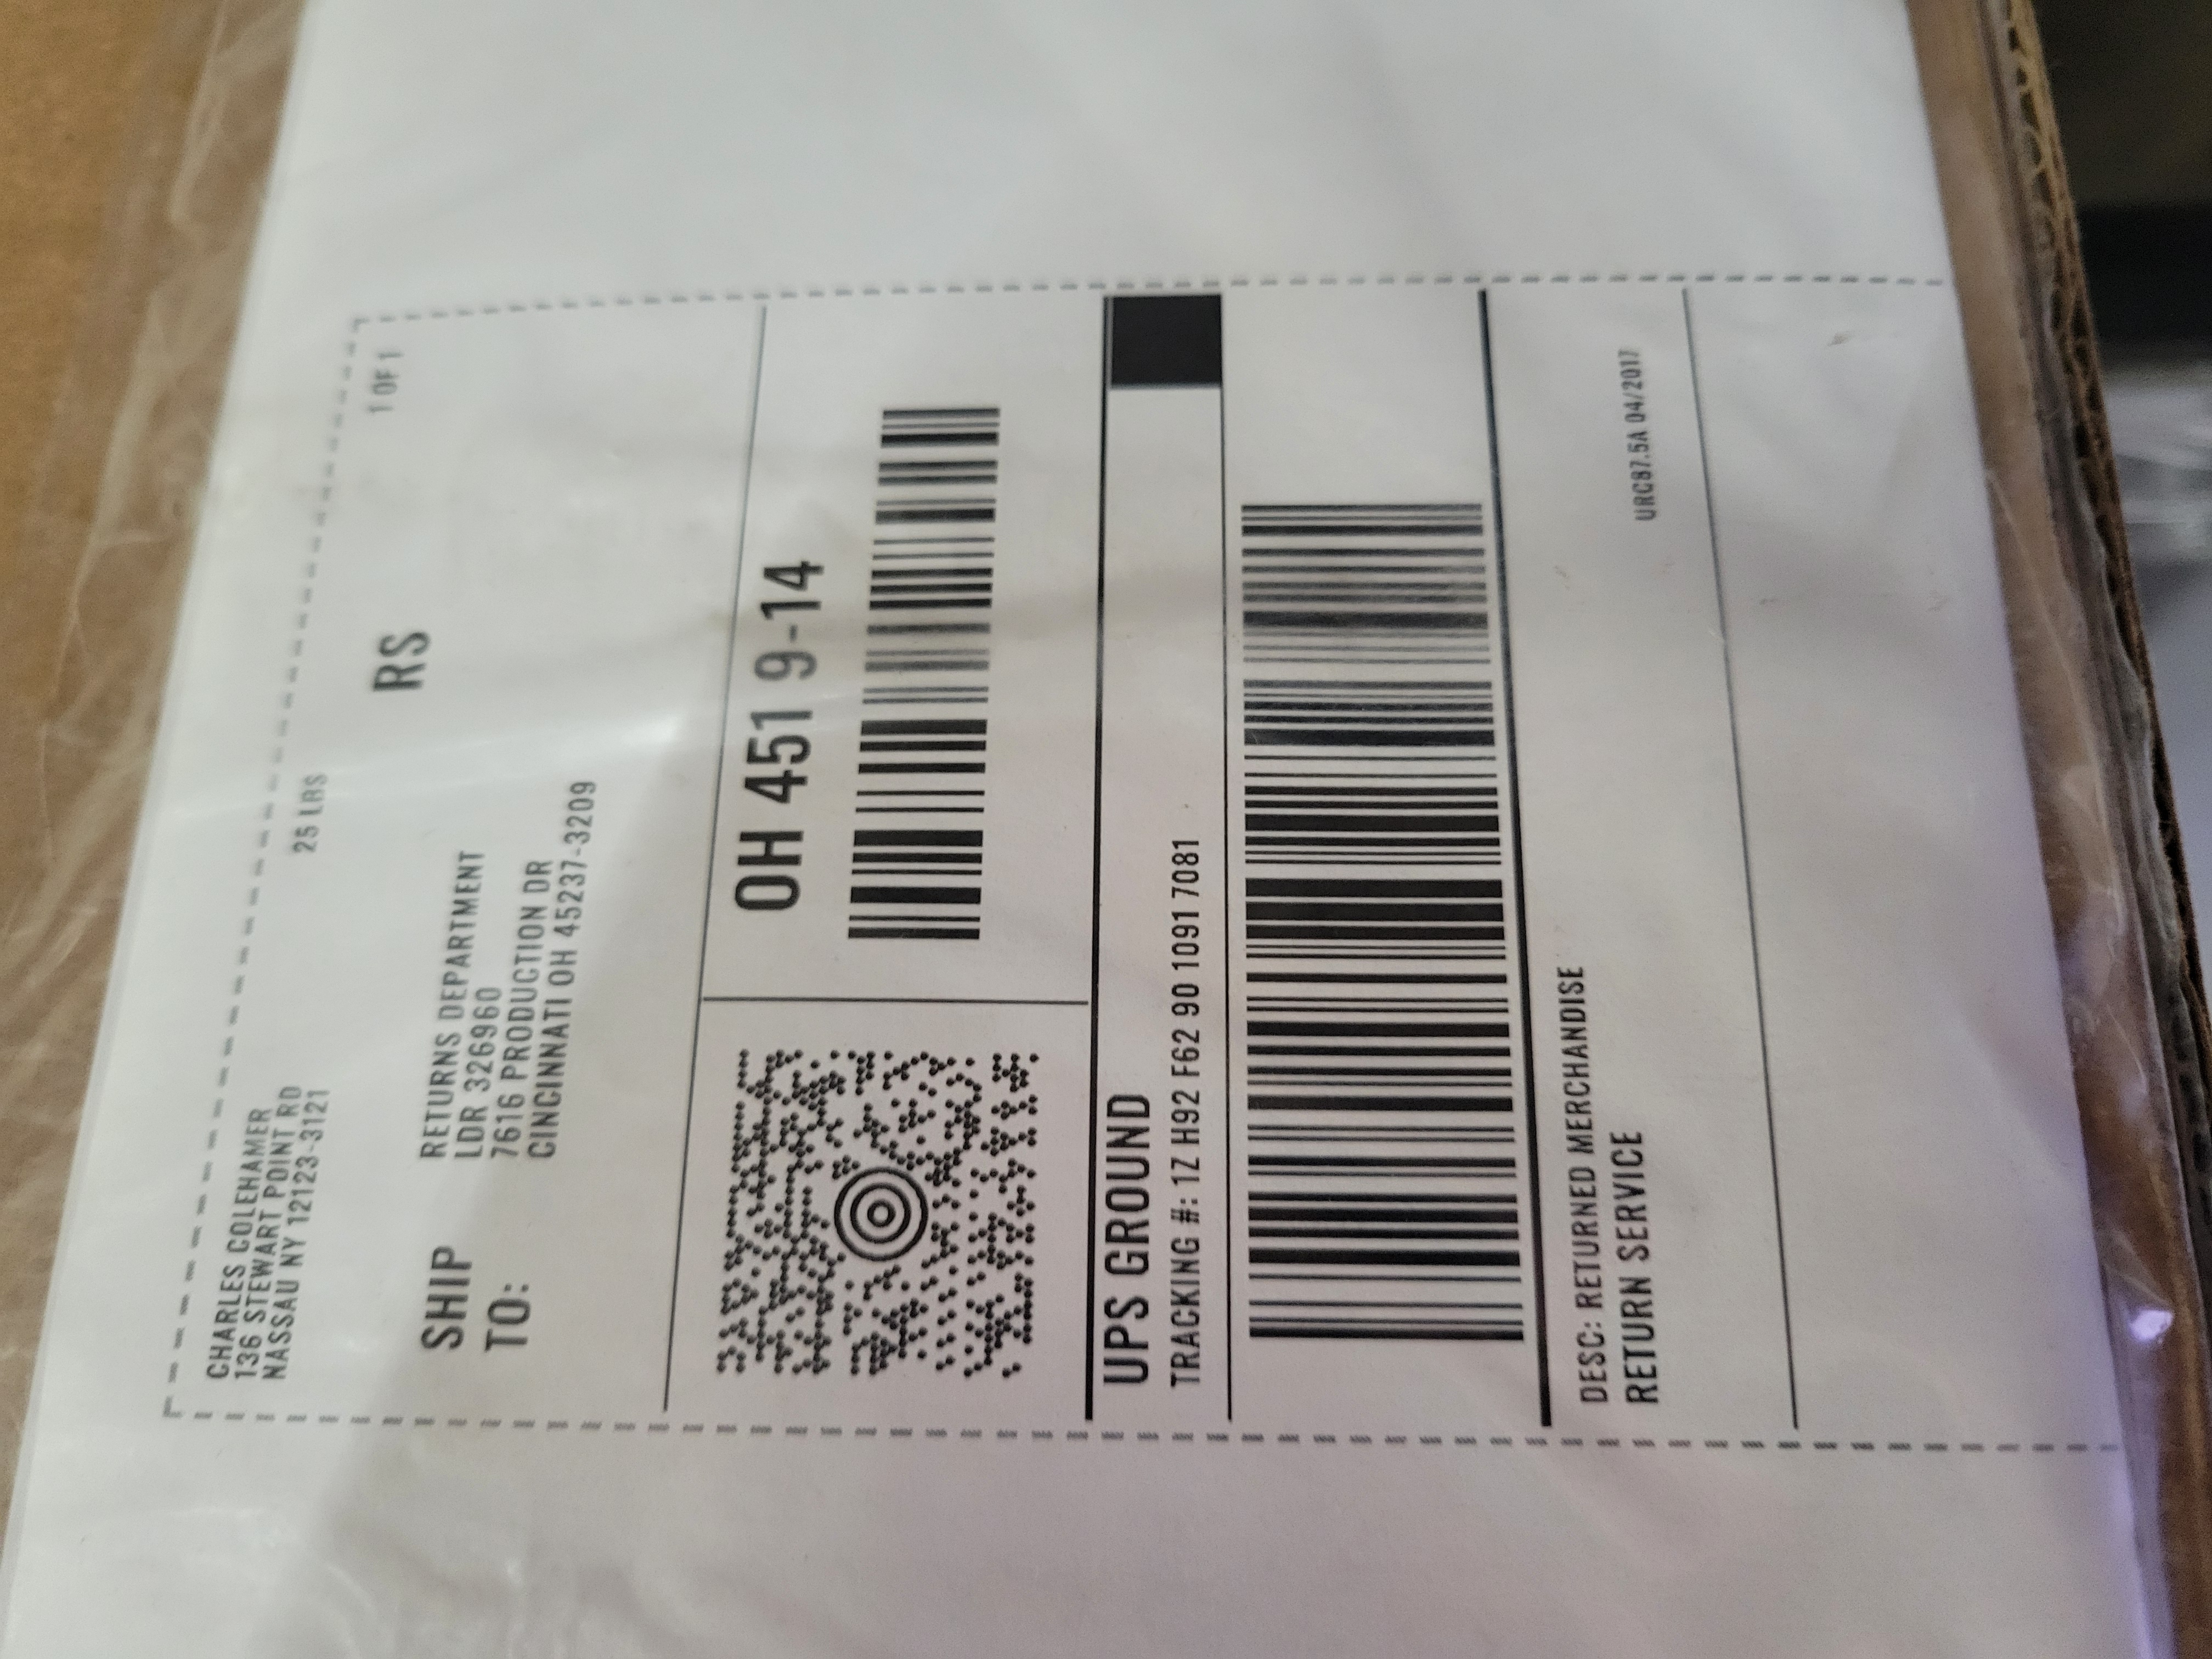 CHARLES COLEHAMER
136 STEWART POINT RD
NASSAU NY 12123-3121
25 LBS
1 OF 1
RS
SHIP
TO:
RETURNS DEPARTMENT
LDR 326960
7616 PRODUCTION DR
CINCINNATI OH 45237-3209
OH 451 9-14
UPS GROUND
TRACKING #: 1Z H92 F62 90 1091 7081
DESC: RETURNED MERCHANDISE
RETURN SERVICE
URC87.5A 04/2017